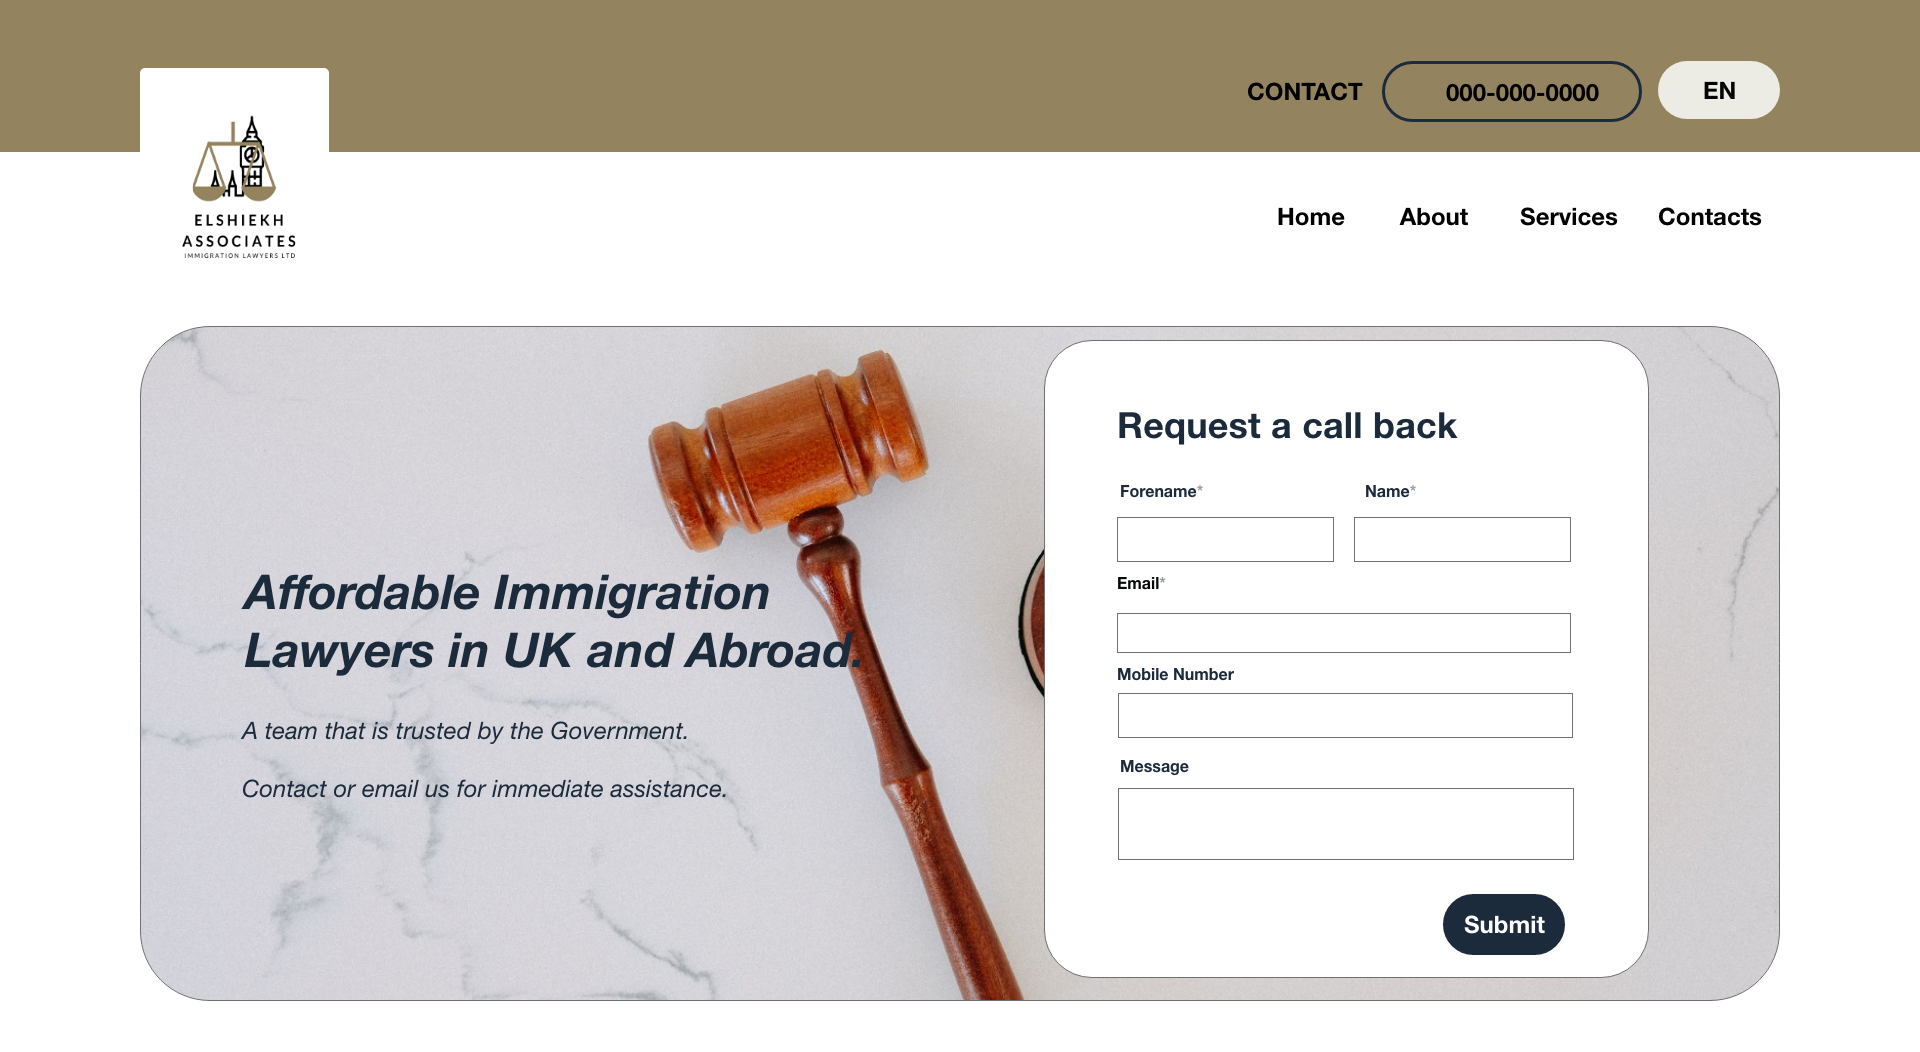 CONTACT
000-000-0000
EN
ELSHIEKH
ASSOCIATES
IMMIGRATION LAWYERS LTD
Home
About
Services
Contacts
Affordable Immigration
Lawyers in UK and Abroad.
A team that is trusted by the Government.
Contact or email us for immediate assistance.
Request a call back
Forename*
Name*
Email*
Mobile Number
Message
Submit